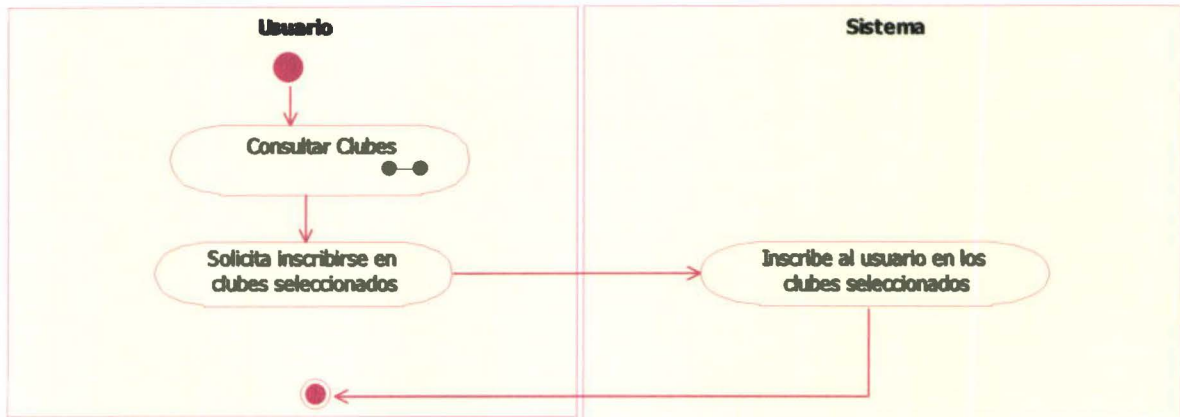 Usuario
Sistema
Consultar Clubes
Solicita inscribirse en
clubes seleccionados
Inscribe al usuario en los
clubes seleccionados